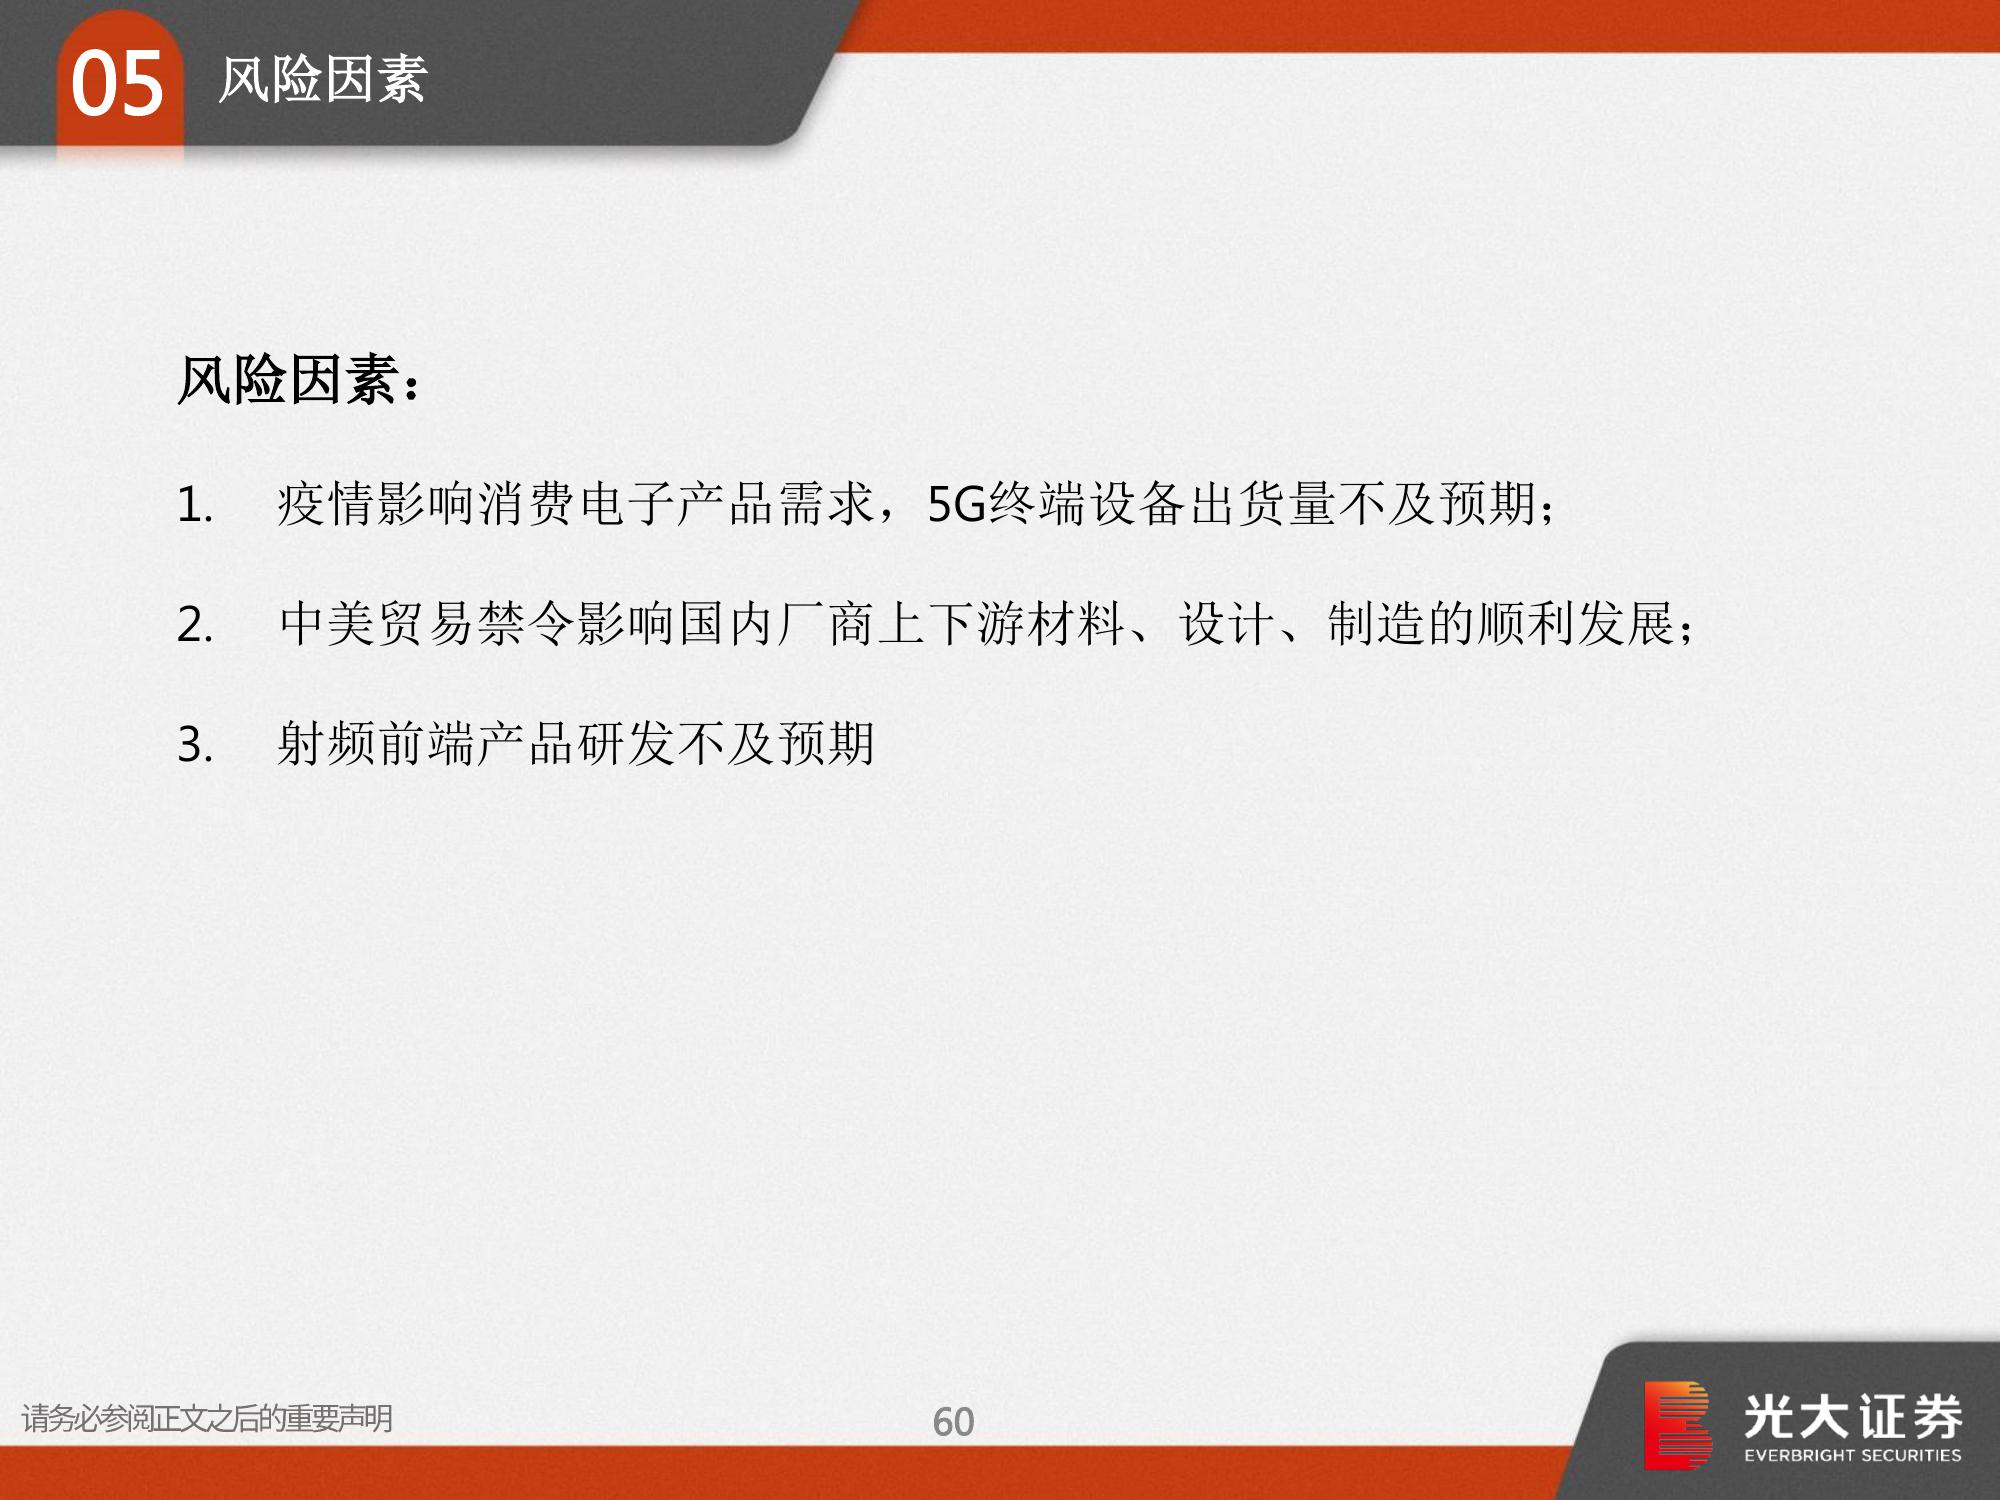 05 风险因素
风险因素：
1. 疫情影响消费电子产品需求，5G终端设备出货量不及预期；
2. 中美贸易禁令影响国内厂商上下游材料、设计、制造的顺利发展；
3. 射频前端产品研发不及预期
请务必参阅正文之后的重要声明
60
光大证券
EVERBRIGHT SECURITIES